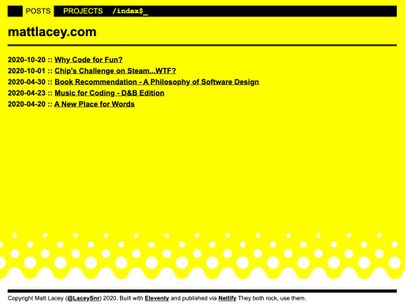 POSTS PROJECTS /index$_
mattlacey.com
2020-10-20 :: Why Code for Fun?
2020-10-01 :: Chip's Challenge on Steam...WTF?
2020-04-30 :: Book Recommendation - A Philosophy of Software Design
2020-04-23 :: Music for Coding - D&B Edition
2020-04-20 :: A New Place for Words
Copyright Matt Lacey (@LaceySnr) 2020. Built with Eleventy and published via Netlify They both rock, use them.